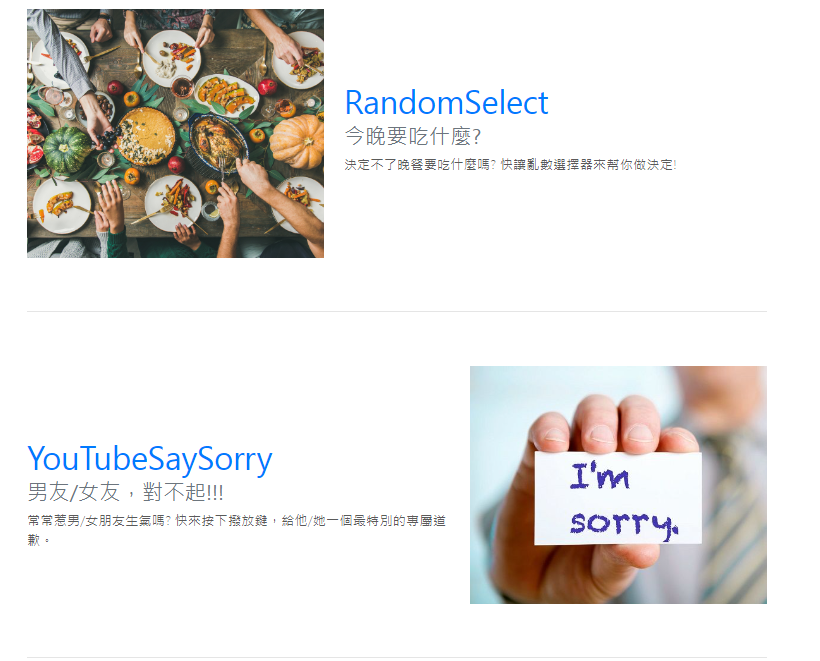 RandomSelect
今晚要吃什麼?
決定不了晚餐要吃什麼嗎? 快讓亂數選擇器來幫你做決定!
YouTubeSaySorry
男友/女友，對不起!!!
常常惹男/女朋友生氣嗎? 快來按下撥放鍵，給他/她一個最特別的專屬道
歉。
I'm
sorry.